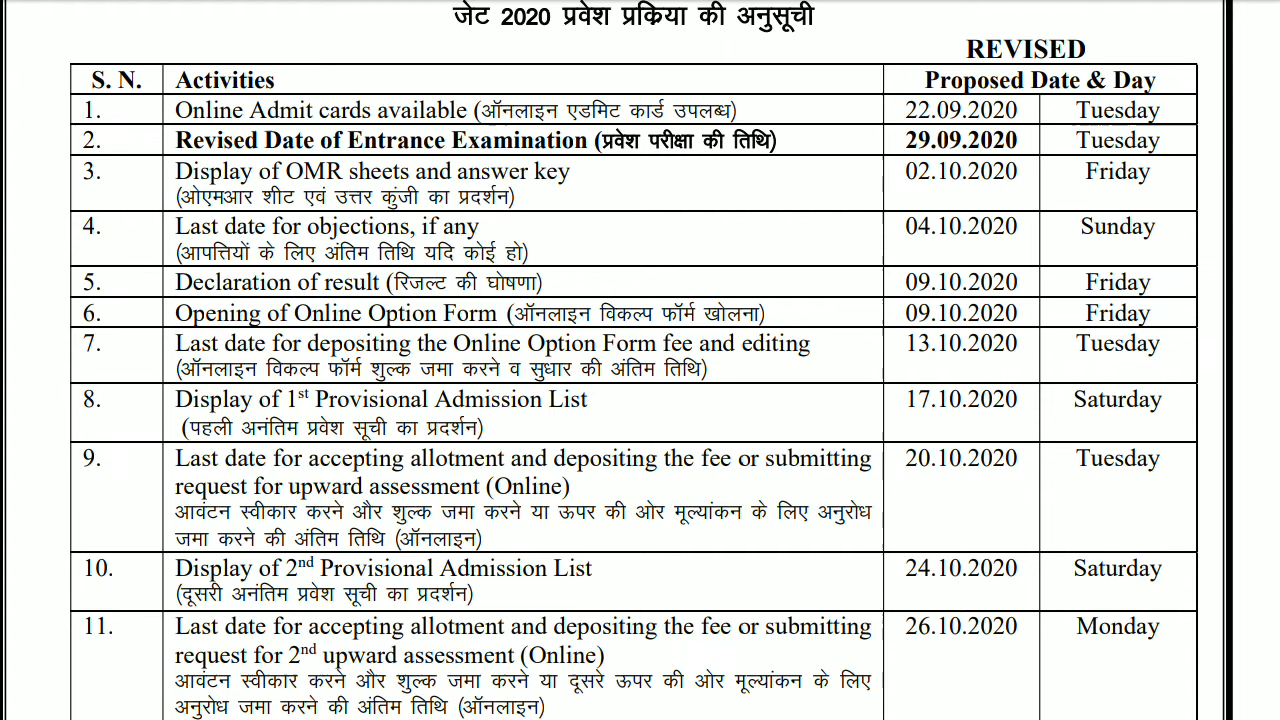 जेट 2020 प्रवेश प्रकिया की अनुसूची
REVISED
S. N. Activities Proposed Date & Day
1. Online Admit cards available (ऑनलाइन एडमिट कार्ड उपलब्ध) 22.09.2020 Tuesday
2. Revised Date of Entrance Examination (प्रवेश परीक्षा की तिथि) 29.09.2020 Tuesday
3. Display of OMR sheets and answer key 02.10.2020 Friday
(ओएमआर शीट एवं उत्तर कुंजी का प्रदर्शन)
4. Last date for objections, if any 04.10.2020 Sunday
(आपत्तियों के लिए अंतिम तिथि यदि कोई हो)
5. Declaration of result (रिजल्ट की घोषणा) 09.10.2020 Friday
6. Opening of Online Option Form (ऑनलाइन विकल्प फॉर्म खोलना) 09.10.2020 Friday
7. Last date for depositing the Online Option Form fee and editing 13.10.2020 Tuesday
(ऑनलाइन विकल्प फॉर्म शुल्क जमा करने व सुधार की अंतिम तिथि)
8. Display of 1st Provisional Admission List 17.10.2020 Saturday
(पहली अनंतिम प्रवेश सूची का प्रदर्शन)
9. Last date for accepting allotment and depositing the fee or submitting 20.10.2020 Tuesday
request for upward assessment (Online)
आवंटन स्वीकार करने और शुल्क जमा करने या ऊपर की ओर मूल्यांकन के लिए अनुरोध
जमा करने की अंतिम तिथि (ऑनलाइन)
10. Display of 2nd Provisional Admission List 24.10.2020 Saturday
(दूसरी अनंतिम प्रवेश सूची का प्रदर्शन)
11. Last date for accepting allotment and depositing the fee or submitting 26.10.2020 Monday
request for 2nd upward assessment (Online)
आवंटन स्वीकार करने और शुल्क जमा करने या दूसरे ऊपर की ओर मूल्यांकन के लिए
अनुरोध जमा करने की अंतिम तिथि (ऑनलाइन)